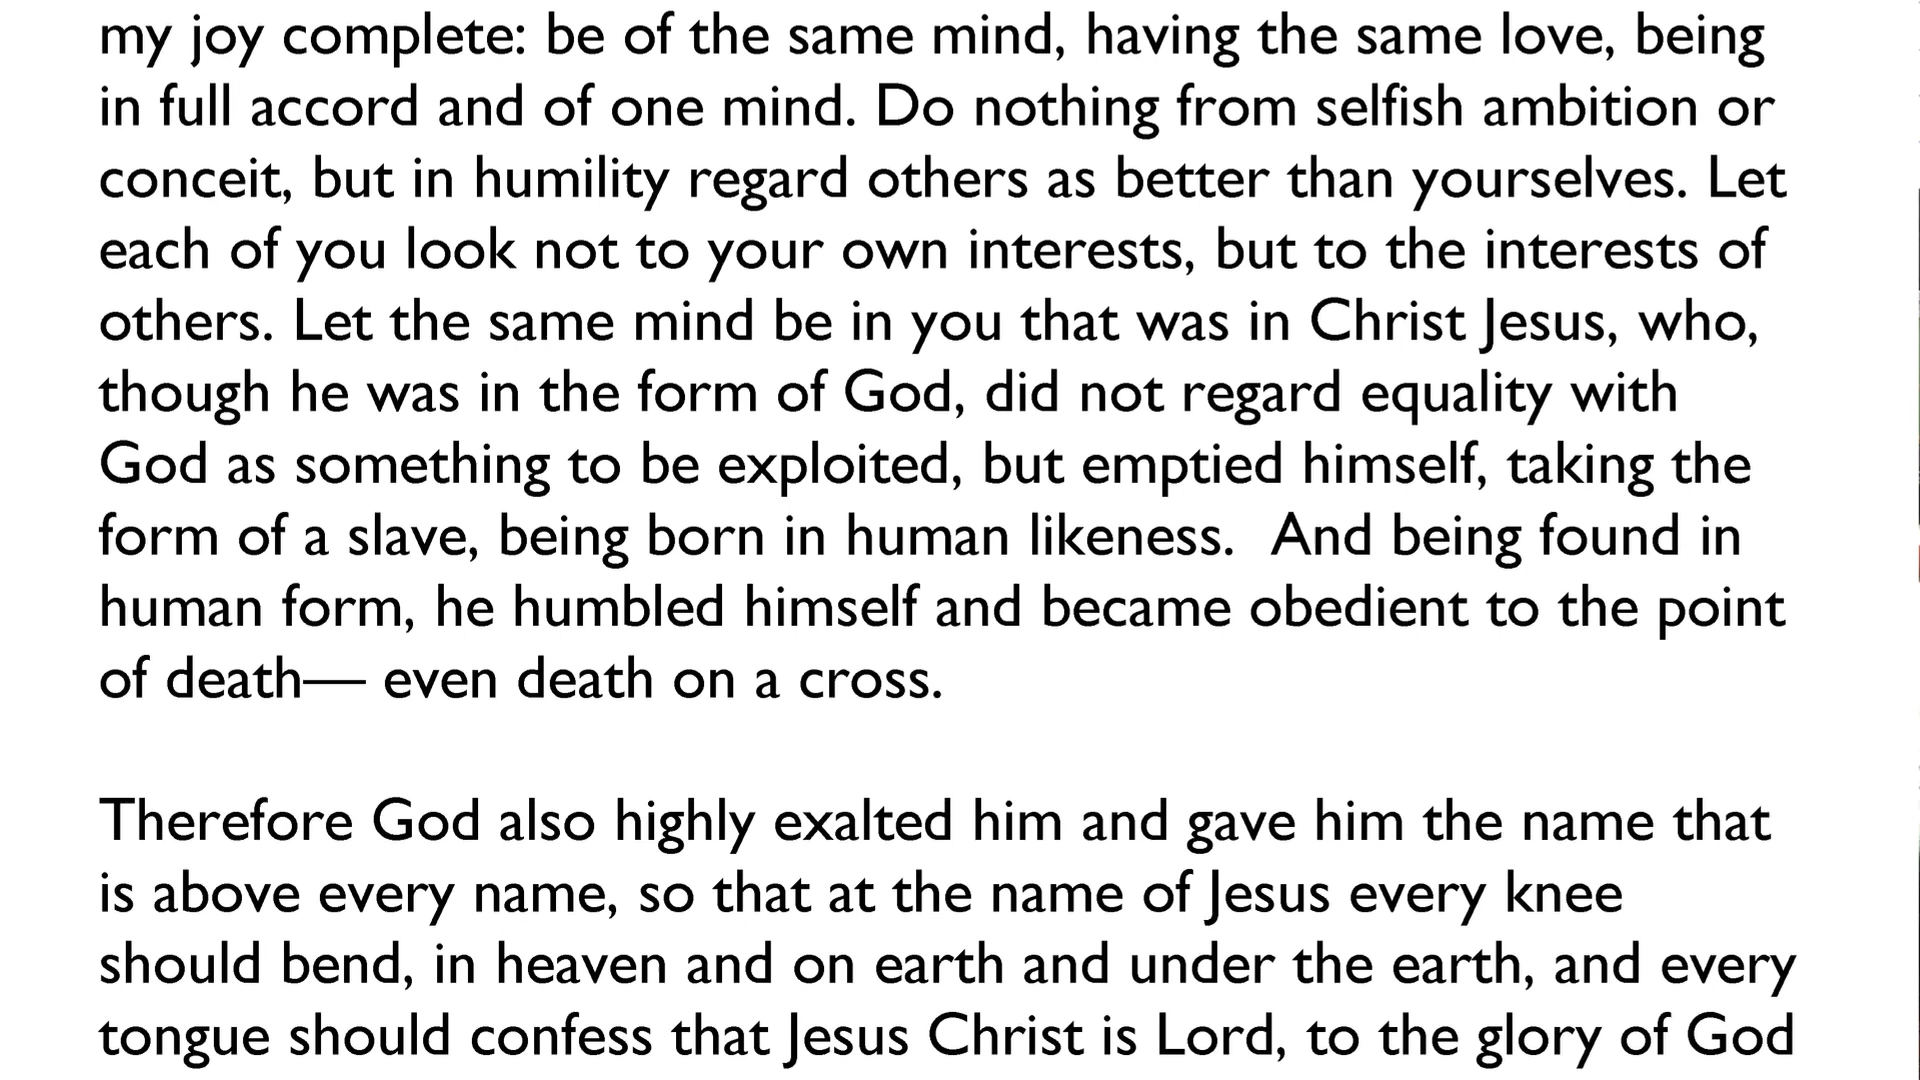 my joy complete: be of the same mind, having the same love, being
in full accord and of one mind. Do nothing from selfish ambition or
conceit, but in humility regard others as better than yourselves. Let
each of you look not to your own interests, but to the interests of
others. Let the same mind be in you that was in Christ Jesus, who,
though he was in the form of God, did not regard equality with
God as something to be exploited, but emptied himself, taking the
form of a slave, being born in human likeness.  And being found in
human form, he humbled himself and became obedient to the point
of death— even death on a cross.

Therefore God also highly exalted him and gave him the name that
is above every name, so that at the name of Jesus every knee
should bend, in heaven and on earth and under the earth, and every
tongue should confess that Jesus Christ is Lord, to the glory of God